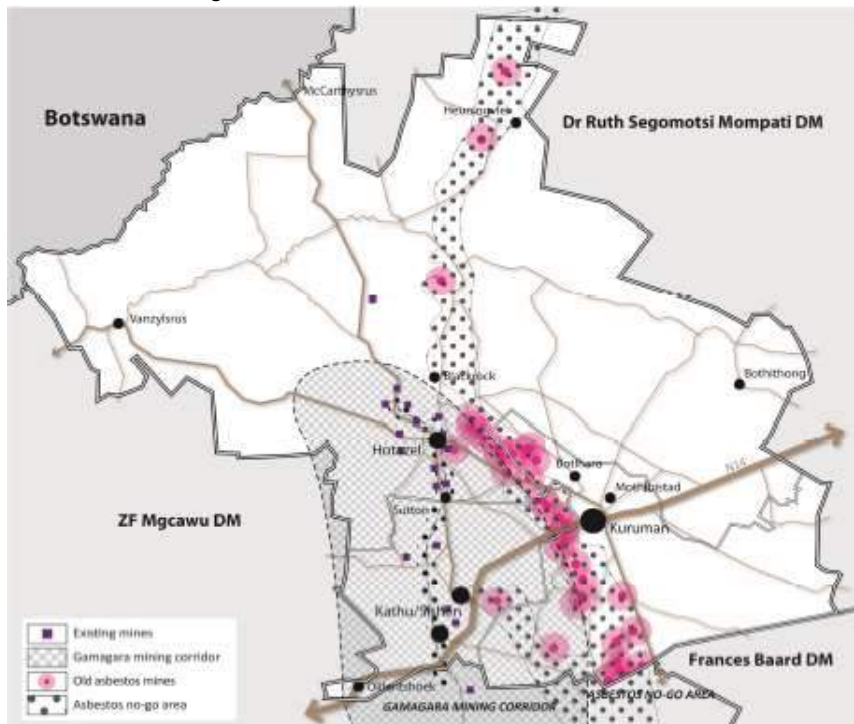 McCarthysrus
Botswana
Heuningvlei
Dr Ruth Segomotsi Mompati DM
Vanzylsrus
Blackrock
Bothithong
Hotazel
N14
Mothibistad
Sutton
Kuruman
ZF Mgcawu DM
Kathu/Sishen
Existing mines
Gamagara mining corridor
Old asbestos mines
Asbestos no-go area
Frances Baard DM
ASBESTOS NO-GO AREA
GAMAGARA MINING CORRIDOR